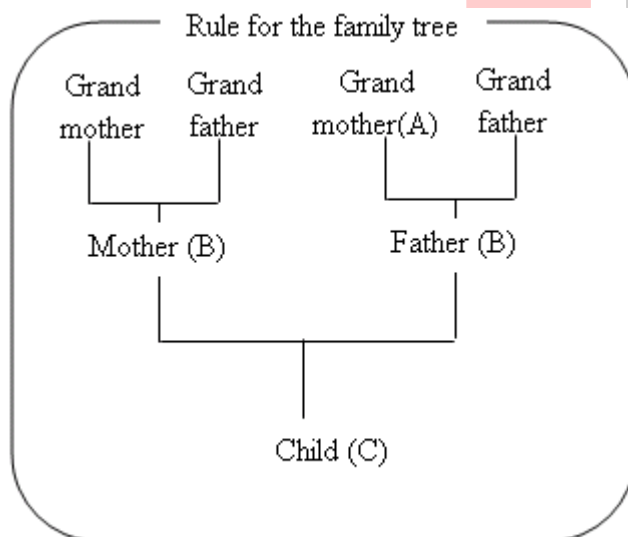 Rule for the family tree
Grand mother
Grand father
Grand mother(A)
Grand father
Mother (B)
Father (B)
Child (C)